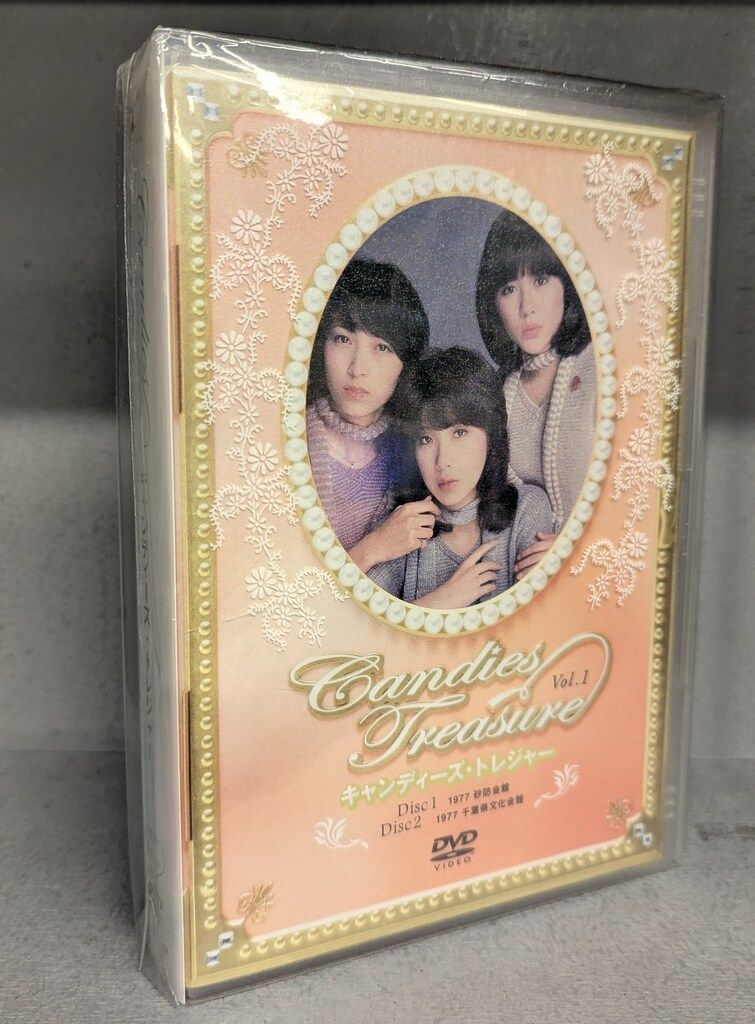 Candies
Treasure
Vol.1
キャンディーズ・トレジャー
Disc1 1977 砂防会館
Disc2 1977 千葉県文化会館
DVD
VIDEO